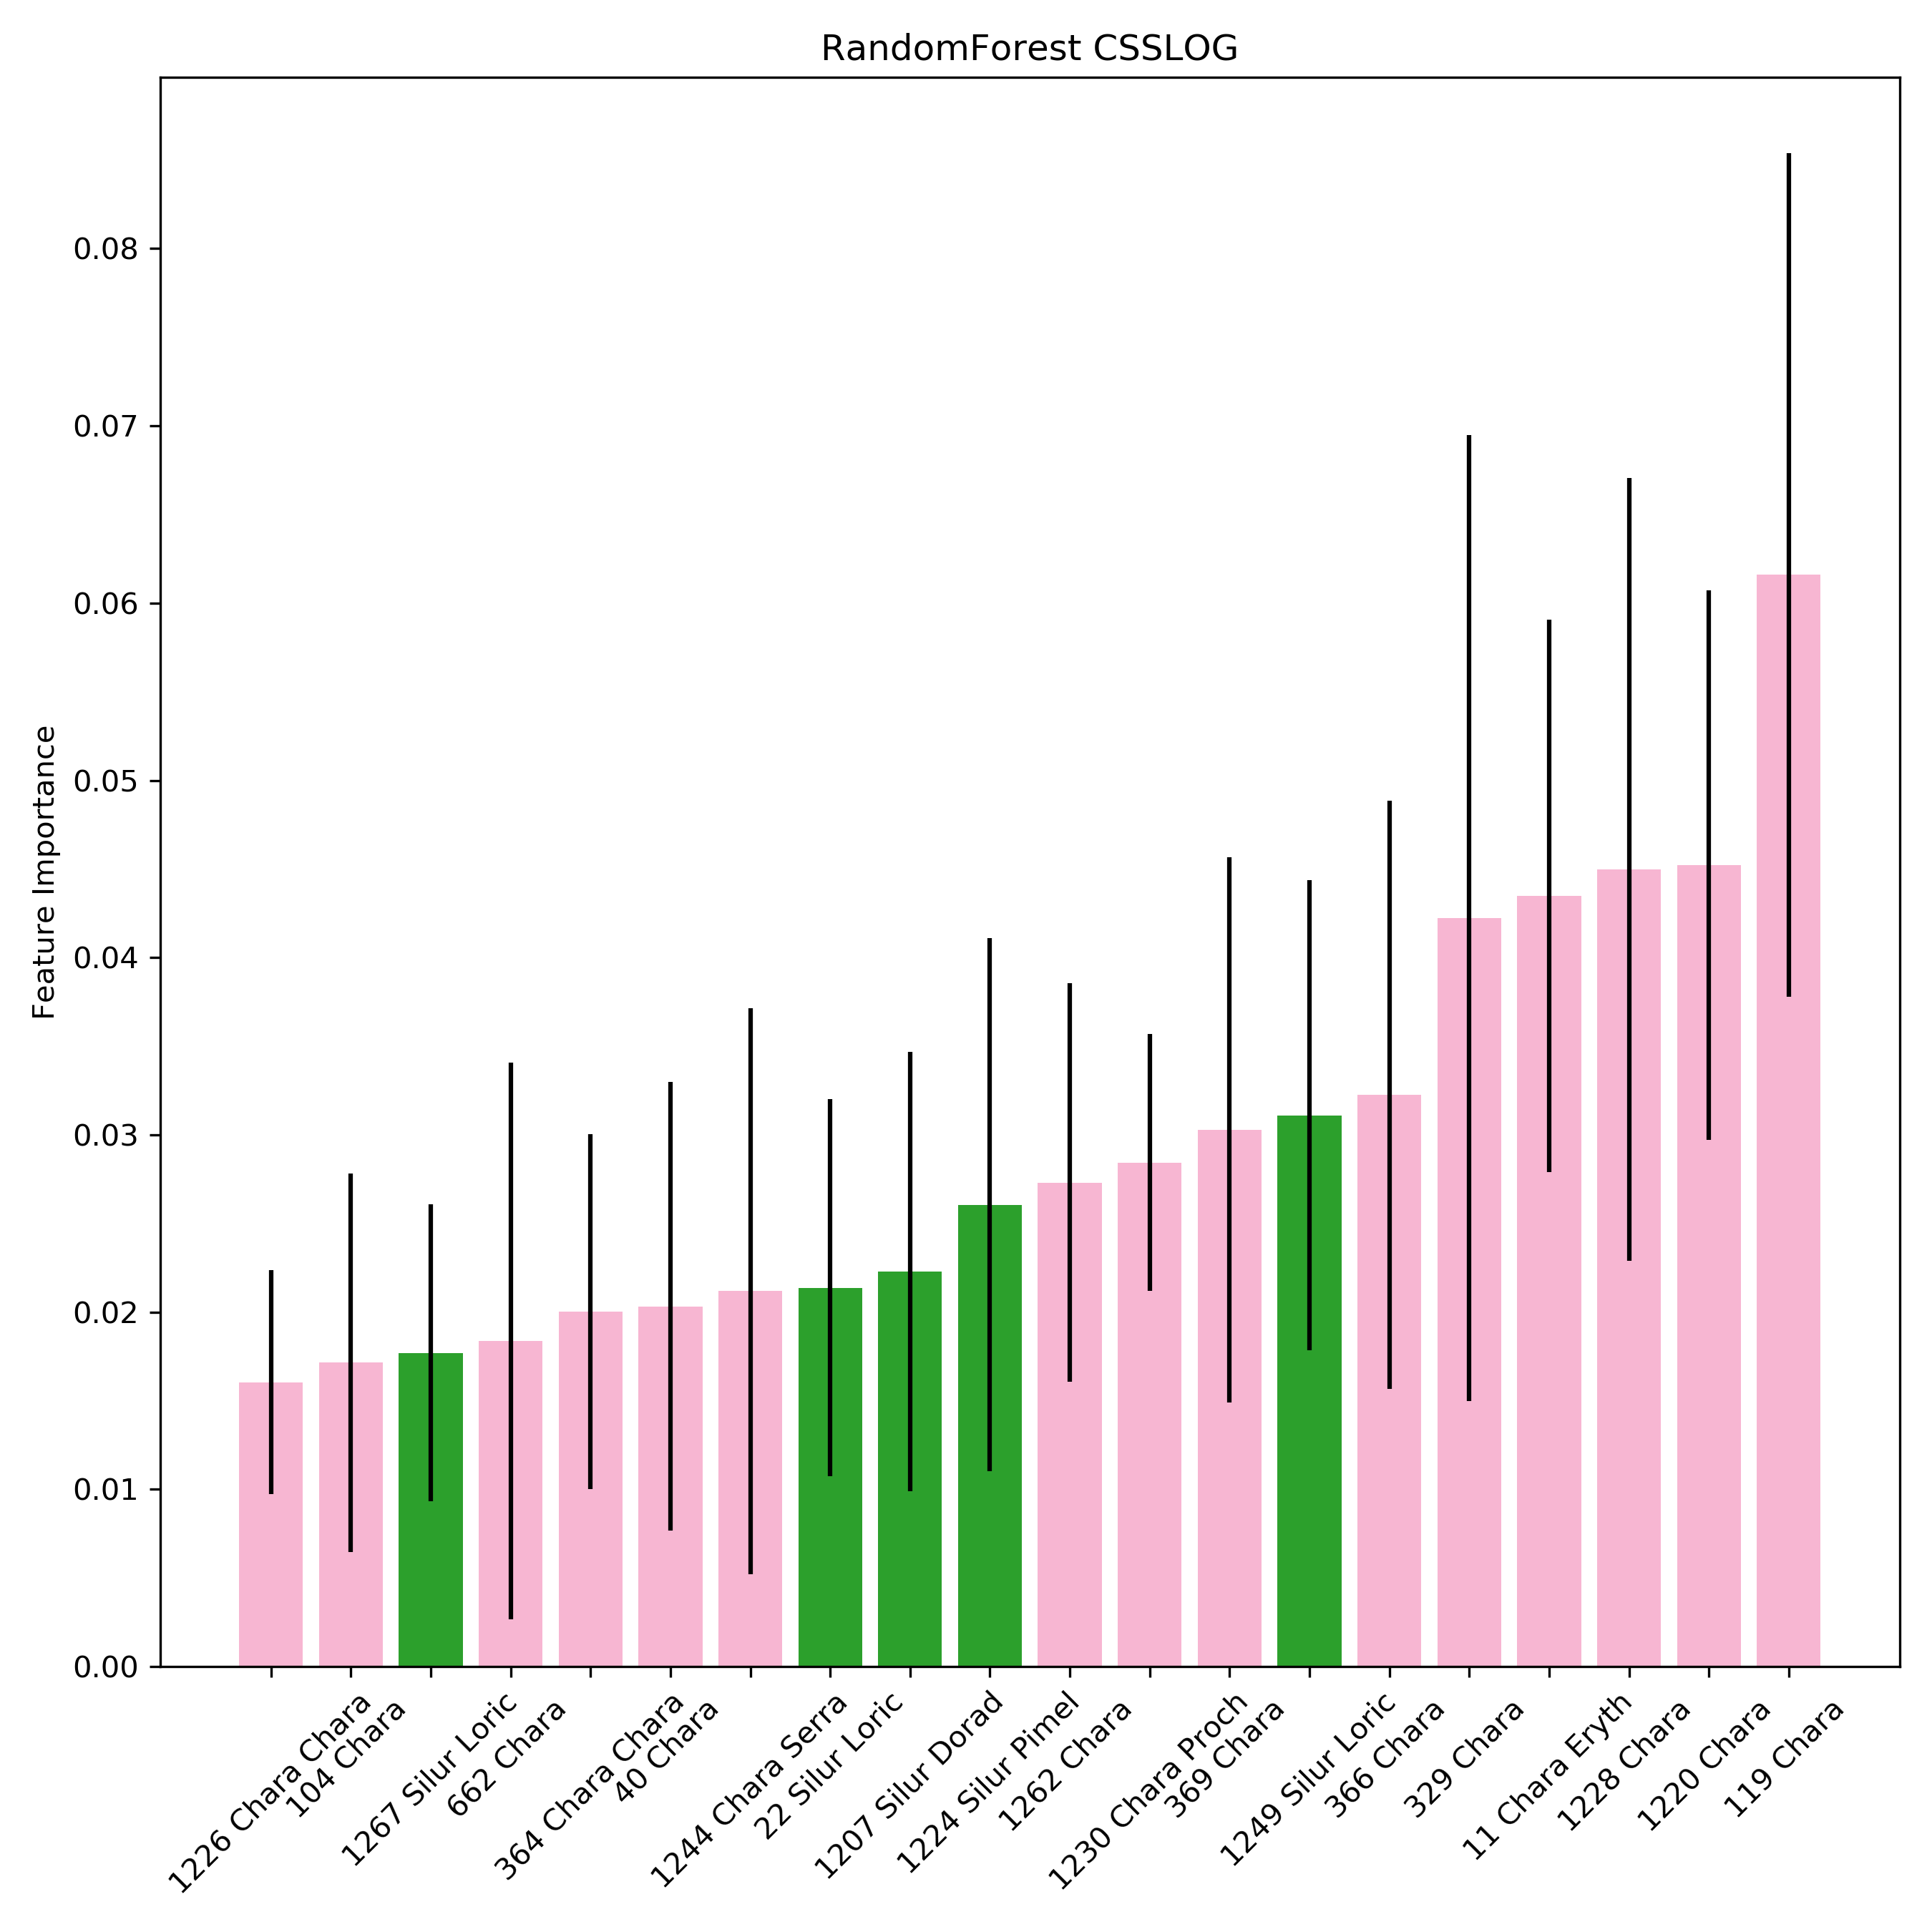 RandomForest CSSLOG
Feature Importance
0.08
0.07
0.06
0.05
0.04
0.03
0.02
0.01
0.00
1226 Chara Chara
104 Chara
1267 Silur Loric
662 Chara
364 Chara Chara
40 Chara
1244 Chara Serra
22 Silur Loric
1207 Silur Dorad
1224 Silur Pimel
1262 Chara
1230 Chara Proch
369 Chara
1249 Silur Loric
366 Chara
329 Chara
11 Chara Eryth
1228 Chara
1220 Chara
119 Chara